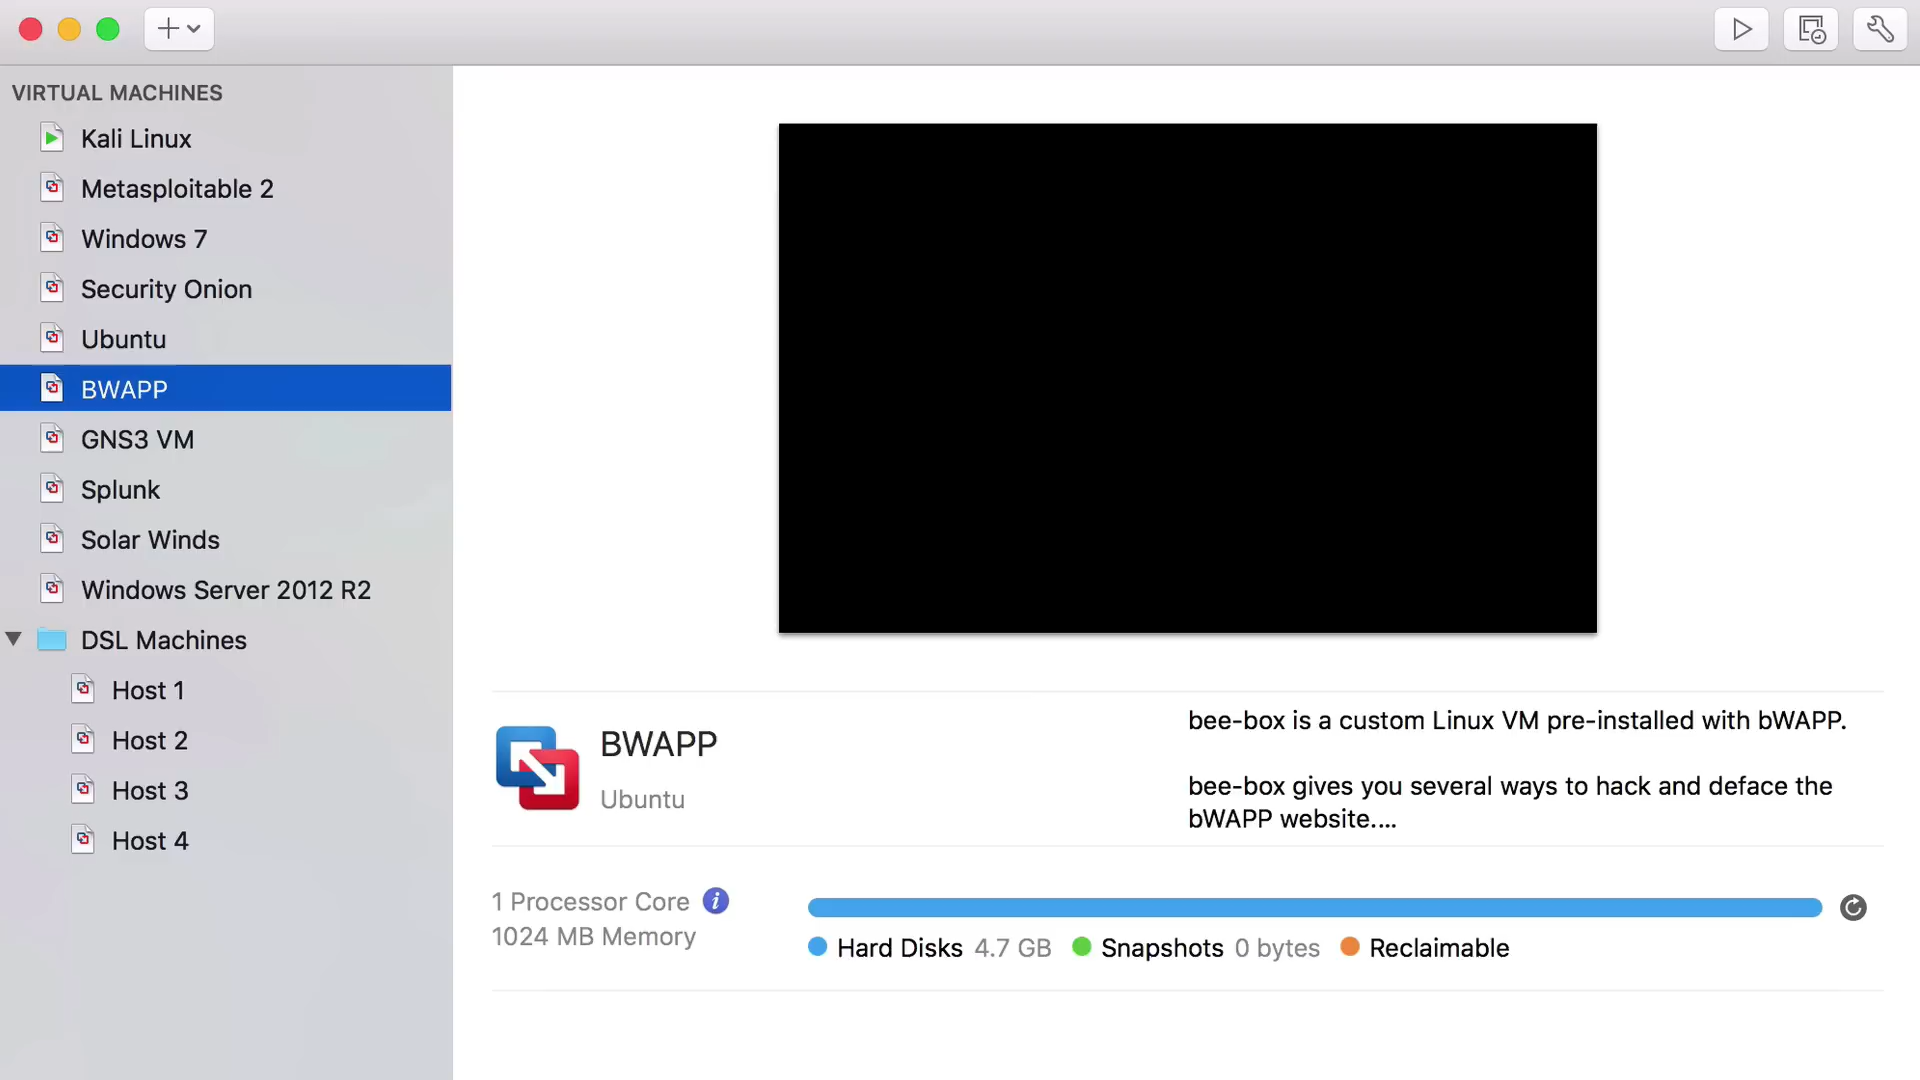 VIRTUAL MACHINES
Kali Linux
Metasploitable 2
Windows 7
Security Onion
Ubuntu
BWAPP
GNS3 VM
Splunk
Solar Winds
Windows Server 2012 R2
DSL Machines
Host 1
Host 2
Host 3
Host 4
BWAPP
Ubuntu
bee-box is a custom Linux VM pre-installed with bWAPP.
bee-box gives you several ways to hack and deface the
bWAPP website.…
1 Processor Core
1024 MB Memory
Hard Disks 4.7 GB Snapshots 0 bytes Reclaimable